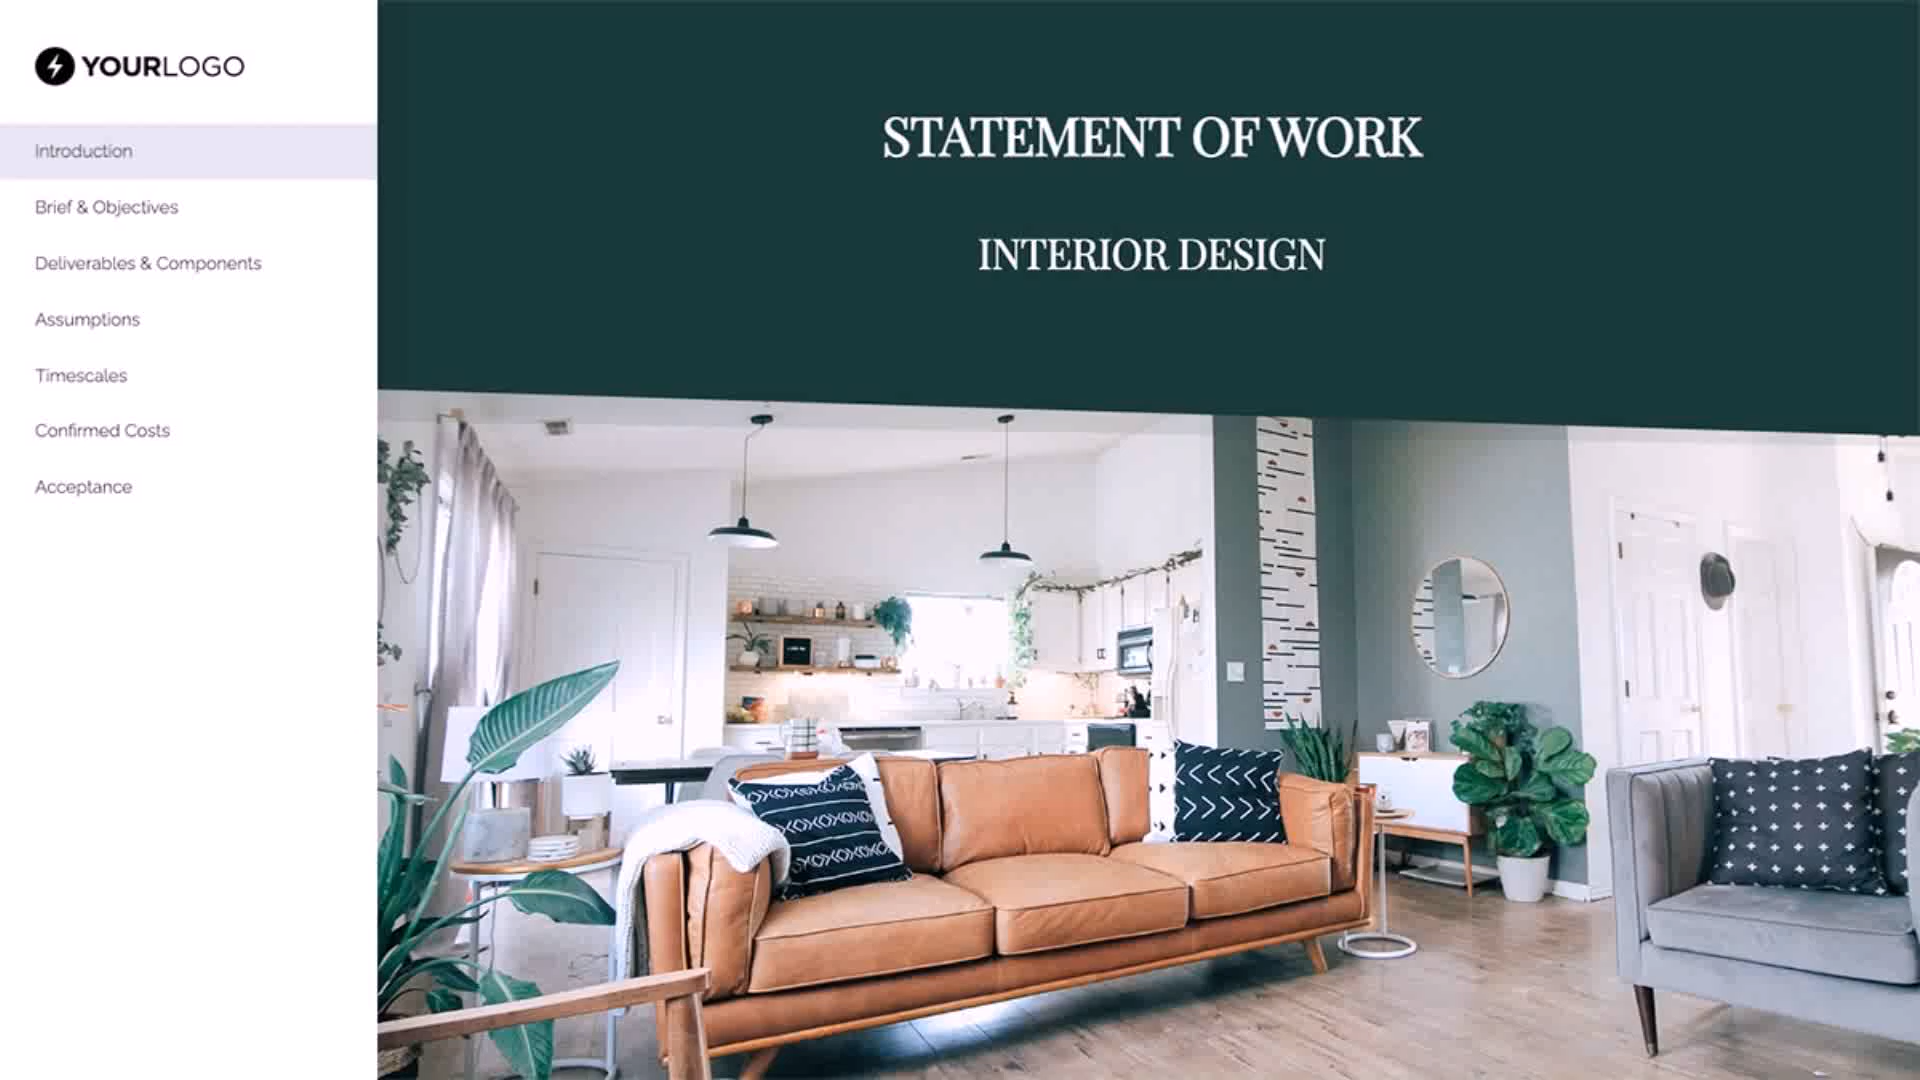 YOURLOGO
Introduction
Brief & Objectives
Deliverables & Components
Assumptions
Timescales
Confirmed Costs
Acceptance
STATEMENT OF WORK
INTERIOR DESIGN